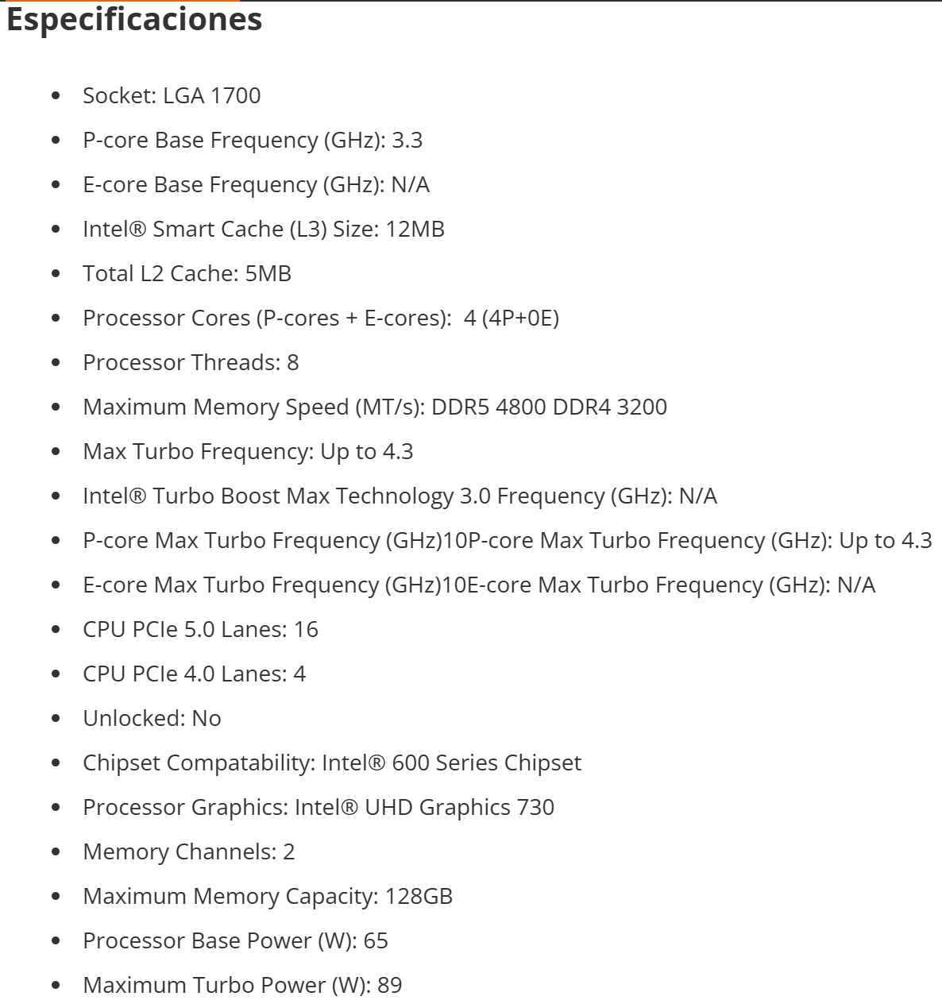 Especificaciones
• Socket: LGA 1700
• P-core Base Frequency (GHz): 3.3
• E-core Base Frequency (GHz): N/A
• Intel® Smart Cache (L3) Size: 12MB
• Total L2 Cache: 5MB
• Processor Cores (P-cores + E-cores):  4 (4P+0E)
• Processor Threads: 8
• Maximum Memory Speed (MT/s): DDR5 4800 DDR4 3200
• Max Turbo Frequency: Up to 4.3
• Intel® Turbo Boost Max Technology 3.0 Frequency (GHz): N/A
• P-core Max Turbo Frequency (GHz)10P-core Max Turbo Frequency (GHz): Up to 4.3
• E-core Max Turbo Frequency (GHz)10E-core Max Turbo Frequency (GHz): N/A
• CPU PCIe 5.0 Lanes: 16
• CPU PCIe 4.0 Lanes: 4
• Unlocked: No
• Chipset Compatability: Intel® 600 Series Chipset
• Processor Graphics: Intel® UHD Graphics 730
• Memory Channels: 2
• Maximum Memory Capacity: 128GB
• Processor Base Power (W): 65
• Maximum Turbo Power (W): 89